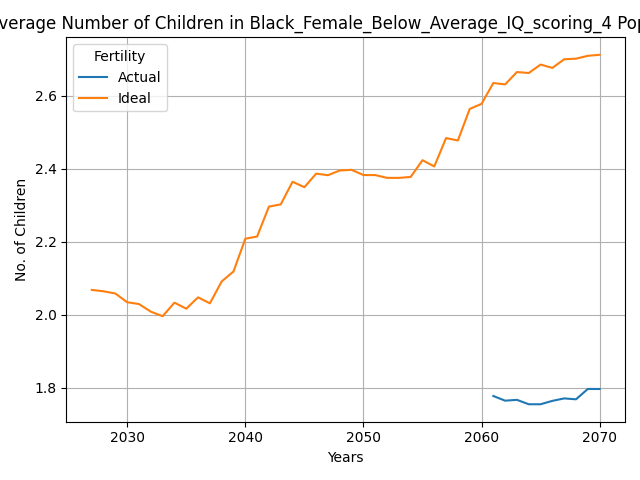 verage Number of Children in Black_Female_Below_Average_IQ_scoring_4 Pop
Fertility
Actual
Ideal
2.6
2.4
2.2
2.0
1.8
No. of Children
2030 2040 2050 2060 2070
Years